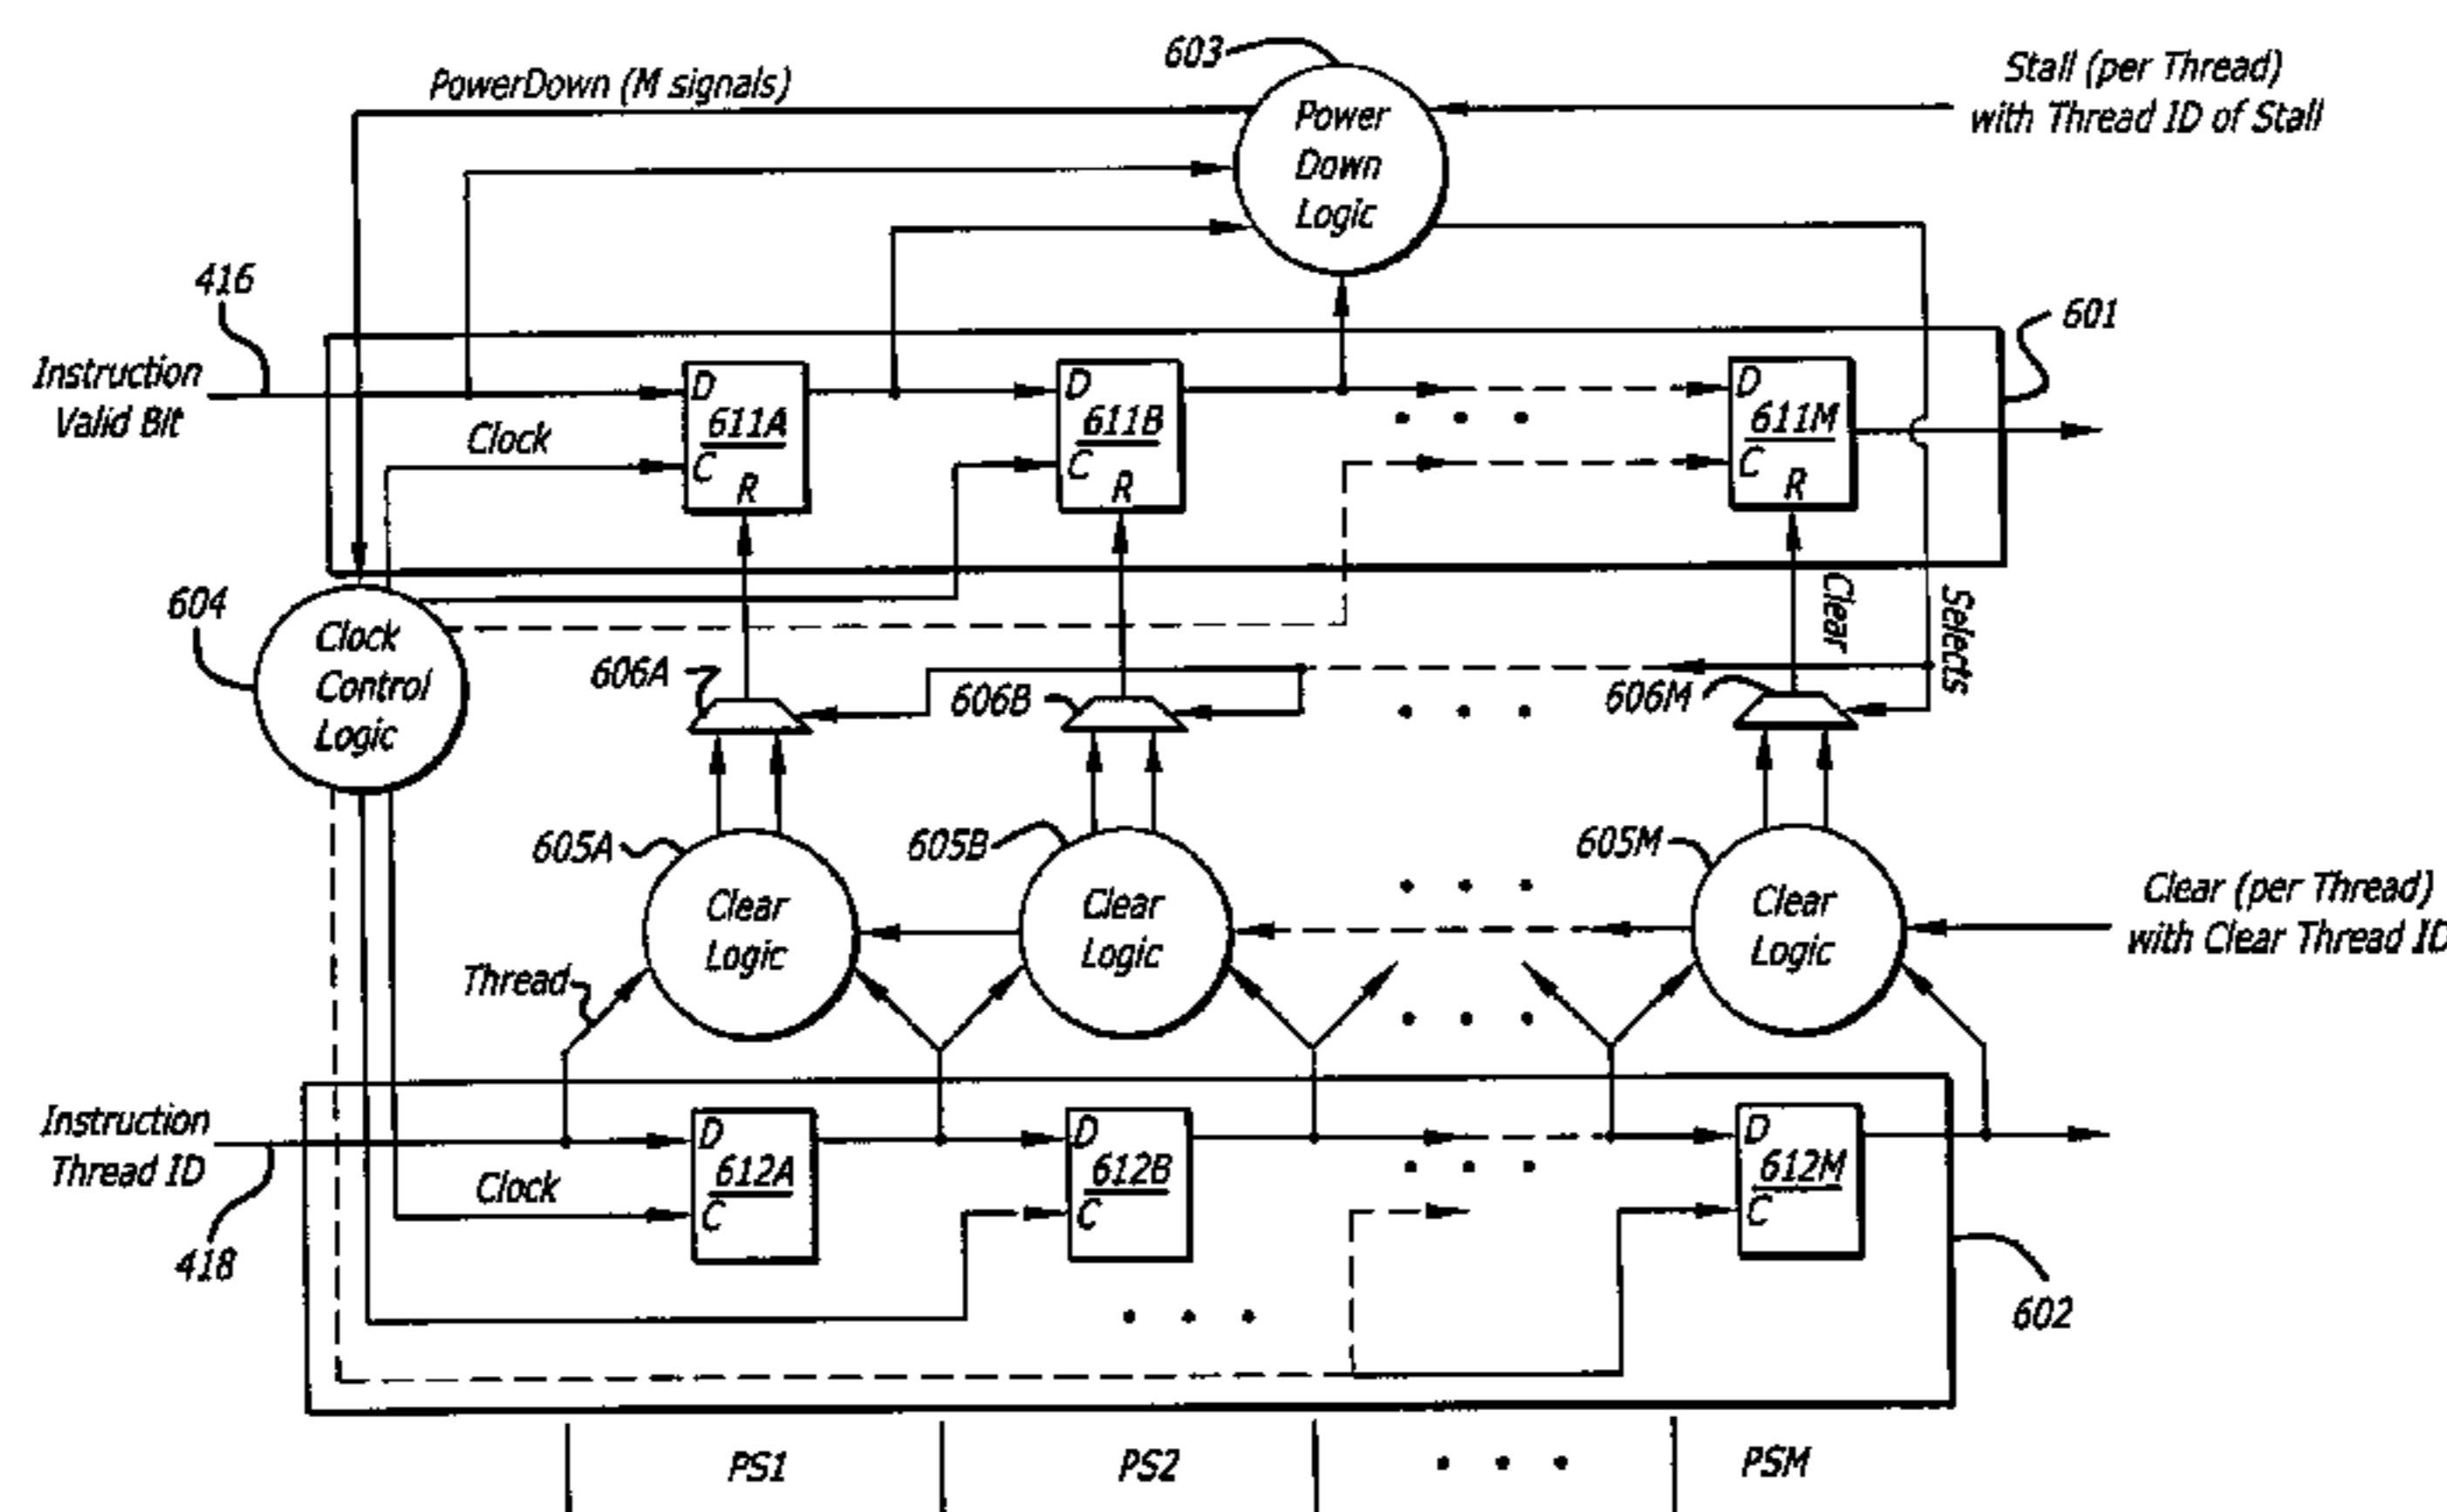 603
PowerDown (M signals)
Stall (per Thread)
with Thread ID of Stall
Power
Down
Logic
416
601
Instruction
Valid Bit
Clock
D
611A
C
R
D
611B
C
R
D
611M
C
R
604
Clock
Control
Logic
606A
606B
606M
Clear
Selects
605A
605B
605M
Clear
Logic
Clear
Logic
Clear
Logic
Clear (per Thread)
with Clear Thread ID
Thread
Instruction
Thread ID
418
Clock
D
612A
C
D
612B
C
D
612M
C
602
PS1
PS2
PSM